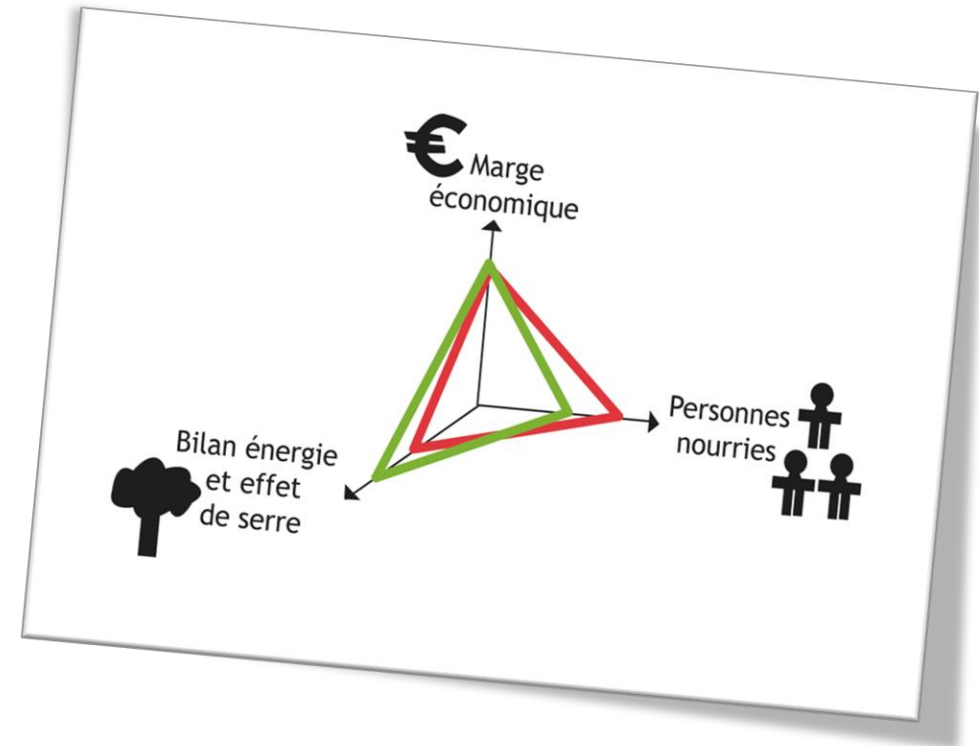 € Marge
économique
Personnes
nourries
Bilan énergie
et effet
de serre